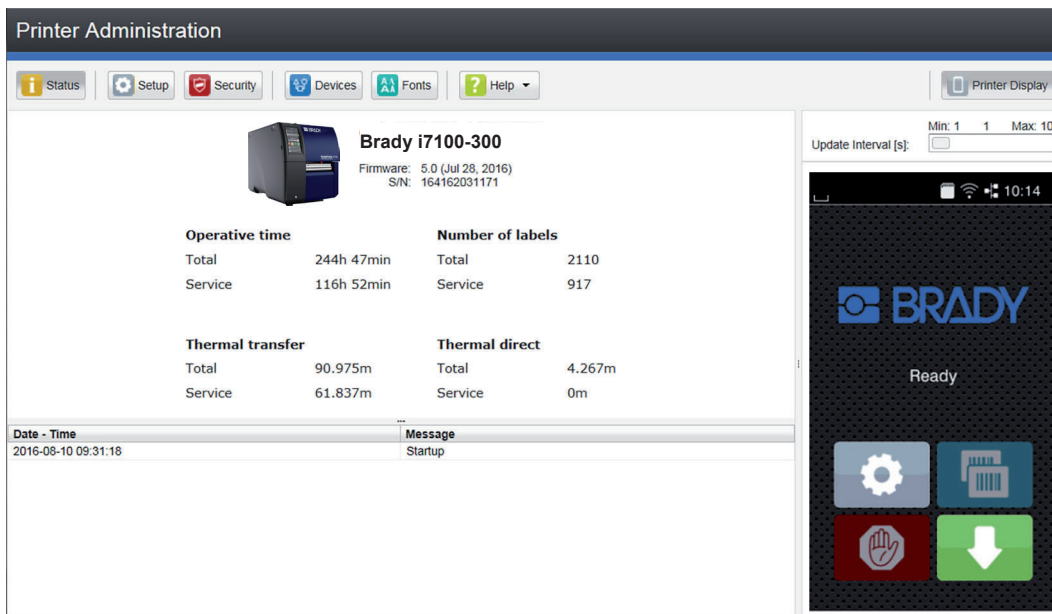 Printer Administration
Status Setup Security Devices Fonts Help Printer Display
Brady i7100-300
Firmware: 5.0 (Jul 28, 2016)
S/N: 164162031171
Operative time Number of labels
Total 244h 47min Total 2110
Service 116h 52min Service 917
Thermal transfer Thermal direct
Total 90.975m Total 4.267m
Service 61.837m Service 0m
Date - Time Message
2016-08-10 09:31:18 Startup
Min: 1 1 Max: 10
Update Interval [s]:
10:14
BRADY
Ready